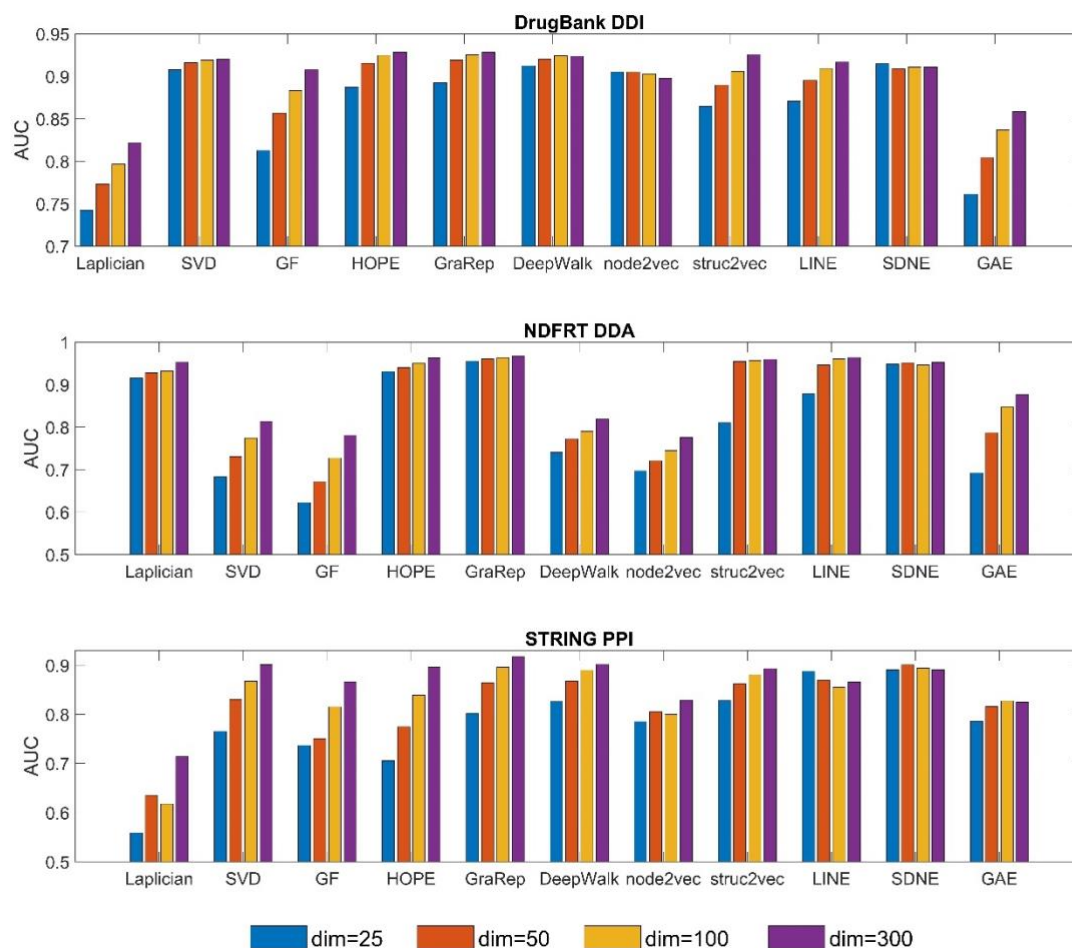 DrugBank DDI
0.95
0.9
0.85
0.8
0.75
0.7
AUC
Laplician SVD GF HOPE GraRep DeepWalk node2vec struc2vec LINE SDNE GAE
NDFRT DDA
1
0.9
0.8
0.7
0.6
0.5
AUC
Laplician SVD GF HOPE GraRep DeepWalk node2vec struc2vec LINE SDNE GAE
STRING PPI
0.9
0.8
0.7
0.6
0.5
AUC
Laplician SVD GF HOPE GraRep DeepWalk node2vec struc2vec LINE SDNE GAE
dim=25 dim=50 dim=100 dim=300